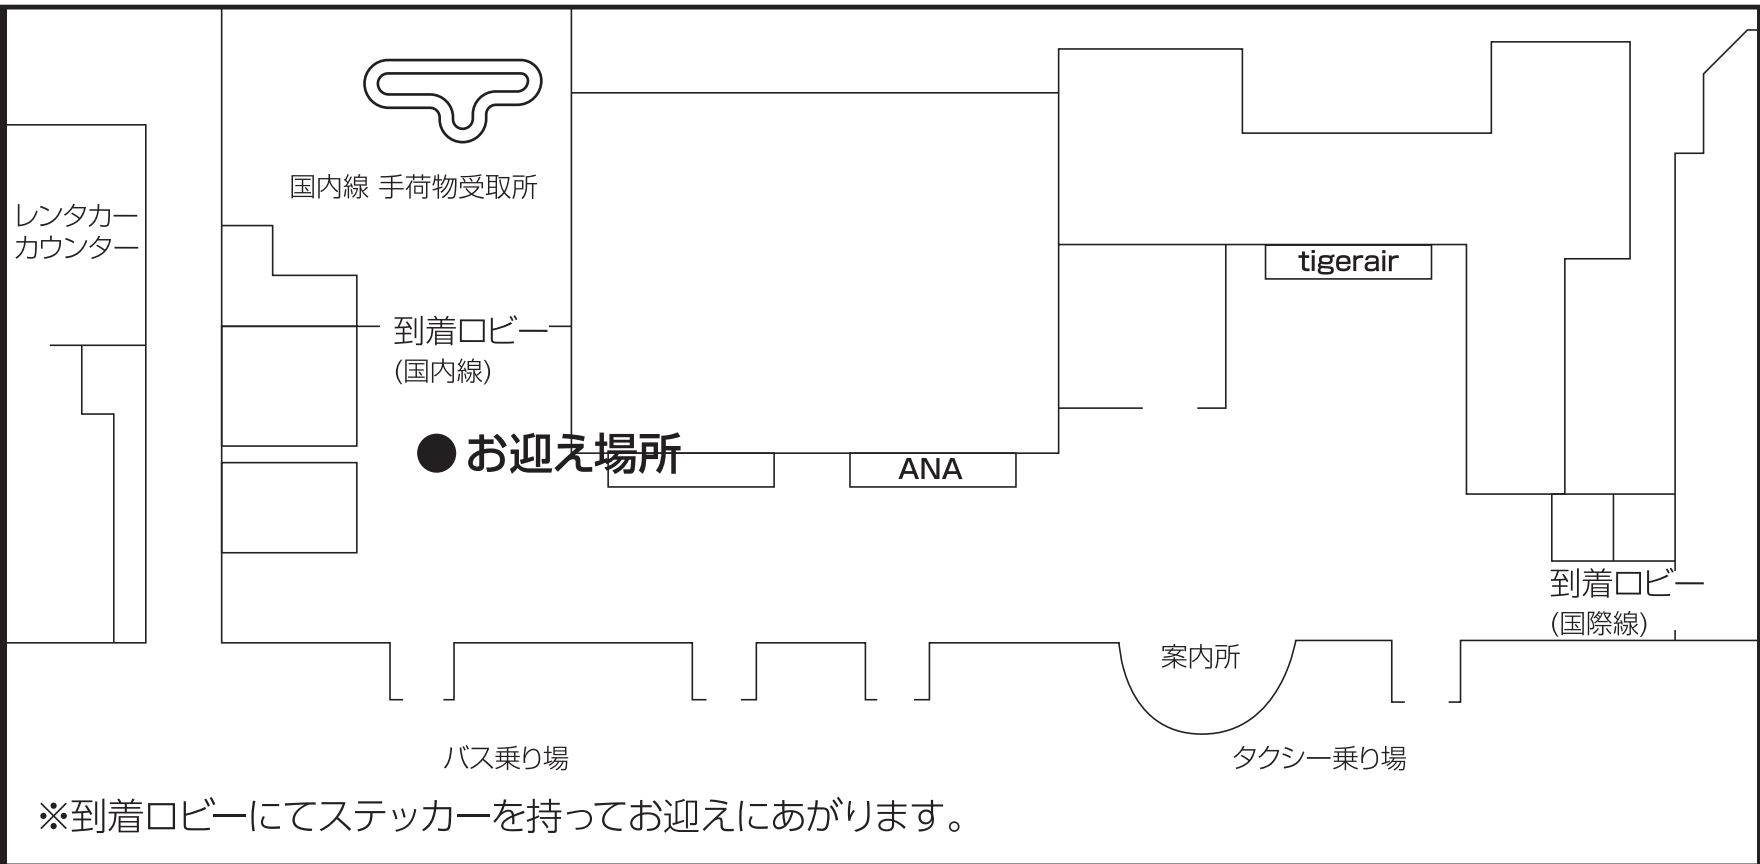 国内線 手荷物受取所
レンタカー
カウンター
tigerair
到着ロビー
(国内線)
お迎え場所
ANA
到着ロビー
(国際線)
案内所
バス乗り場
タクシー乗り場
※到着ロビーにてステッカーを持ってお迎えにあがります。